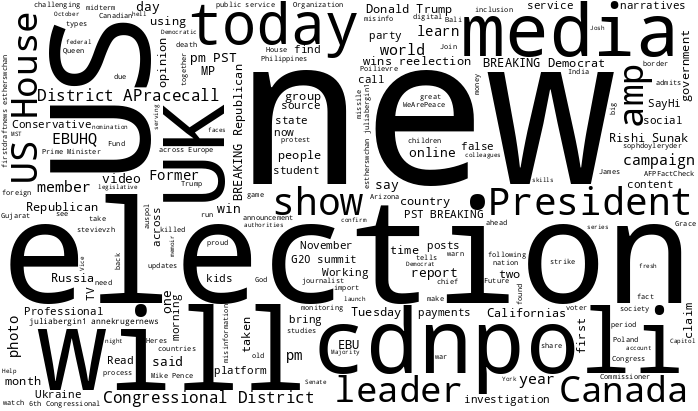 challenging
October
midterm
Canadian
hell
day
types
using
Democratic
death
opinion
together
Queen
federal
due
US House
US
public service
Organization
today
Donald Trump
misinfo
digital
Bali
party
learn
Join
House
find
Philippines
world
pm PST
MP
wins reelection
Poilievre
call
media
inclusion
service
narratives
Josh
BREAKING Democrat
India
border
admits
government
amp
SayHi
social
Rishi Sunak
sophdoyleryder
campaign
James
AFPFactCheck
content
big
money
great
WeArePeace
missile
esthermschan juliabergin1
firstdraftnews esthersmchan
District APracecall
Conservative
WST
nomination
EBUHQ
Fund
Prime Minister
UK
serving
faces
across Europe
BREAKING Republican
group
source
state
now
protest
people
student
new
children
online
false
colleagues
skills
member
video
legislative
Former
Trump
foreign
Republican
Gujarat
see
take
stevievzh
auspol
across
killed
run
win
game
announcement
authorities
show
say
Arizona
country
confirm
PST BREAKING
ahead
President
series
Grace
election
Russia
TV
vice
need
back
updates
one
memoir
proud
kids
God
November
G20 summit
journalist
Working
import
time
tells
Democrat
posts
warn
report
chief
make
Future
following
nation
two
found
strike
fresh
fact
will
Professional
juliabergin1 annekrugernews
photo
Help
month
watch
Ukraine
6th Congressional
Read
process
night
Heres
countries
said
Mike Pence
morning
misinformation
platform
taken
old
monitoring
bring
studies
pm
launch
Tuesday
EBU
Majority
Senate
payments
Congressional District
cdnpoli
leader
York
year
investigation
Californias
share
first
voter
period
Poland
account
Congress
Commissioner
society
claim
Capitol
Canada